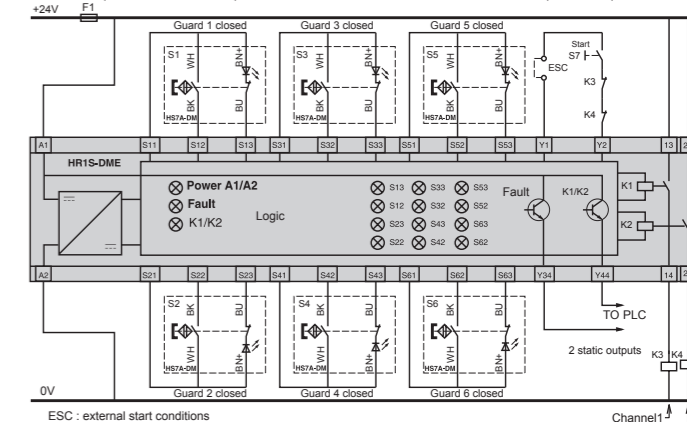 +24V F1
Guard 1 closed Guard 3 closed Guard 5 closed
S1 WH BN+ S3 WH BN+ S5 WH BN+ Start
S7
ESC
K3
BK BU BK BU BK BU
HS7A-DM HS7A-DM HS7A-DM K4
A1 S11 S12 S13 S31 S32 S33 S51 S52 S53 Y1 Y2 13 2
HR1S-DME
Power A1/A2 S13 S33 S53 Fault K1/K2 K1
Fault S12 S32 S52
K1/K2 Logic S23 S43 S63 K2
S22 S42 S62
A2 S21 S22 S23 S41 S42 S43 S61 S62 S63 Y34 Y44 14 2
S2 BK BU S4 BK BU S6 BK BU
TO PLC
WH BN+ WH BN+ WH BN+ 2 static outputs K3 K4
HS7A-DM HS7A-DM HS7A-DM
0V Guard 2 closed Guard 4 closed Guard 6 closed
ESC : external start conditions Channel1